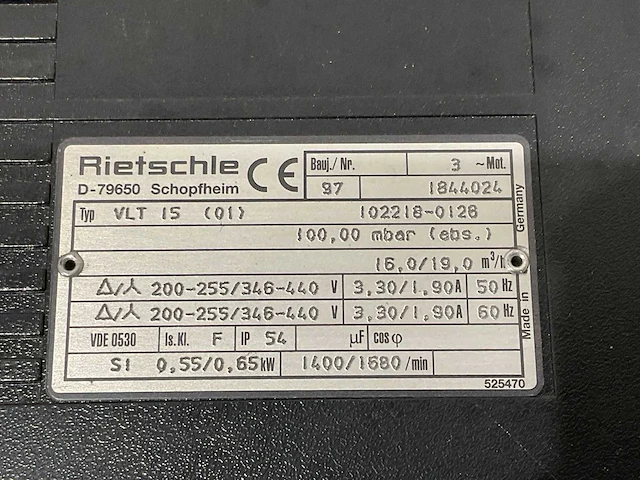 Rietschle CE
D-79650 Schopfheim
Bauj./Nr. 3 ~Mot.
97 1844024
Typ VLT 15 (01) 102218-0128
100,00 mbar (abs.)
16,0/19,0 m³/h
Δ/⅄ 200-255/346-440 V 3,30/1,90A 50 Hz
Δ/⅄ 200-255/346-440 V 3,30/1,90A 60 Hz
VDE 0530 Is.Kl. F IP 54 µF cos φ
S1 0,55/0,65 kW 1400/1680 /min
Made in Germany
525470